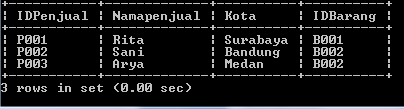 IDPenjual | Namapenjual | Kota | IDBarang
P001 | Rita | Surabaya | B001
P002 | Sani | Bandung | B002
P003 | Arya | Medan | B002
3 rows in set (0.00 sec)